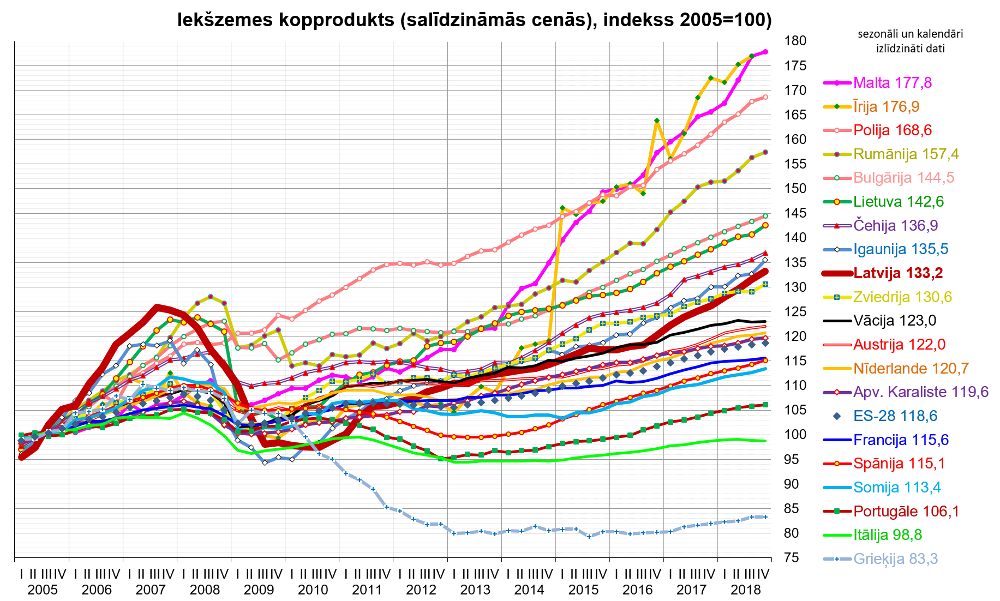 Iekšzemes kopprodukts (salīdzināmās cenās), indekss 2005=100)
sezonāli un kalendāri
izlīdzināti dati
180
175
170
165
160
155
150
145
140
135
130
125
120
115
110
105
100
95
90
85
80
75
Malta 177,8
Īrija 176,9
Polija 168,6
Rumānija 157,4
Bulgārija 144,5
Lietuva 142,6
Čehija 136,9
Igaunija 135,5
Latvija 133,2
Zviedrija 130,6
Vācija 123,0
Austrija 122,0
Nīderlande 120,7
Apv. Karaliste 119,6
ES-28 118,6
Francija 115,6
Spānija 115,1
Somija 113,4
Portugāle 106,1
Itālija 98,8
Grieķija 83,3
I II III IV I II III IV I II III IV I II III IV I II III IV I II III IV I II III IV I II III IV I II III IV I II III IV I II III IV I II III IV I II III IV I II III IV
2005 2006 2007 2008 2009 2010 2011 2012 2013 2014 2015 2016 2017 2018